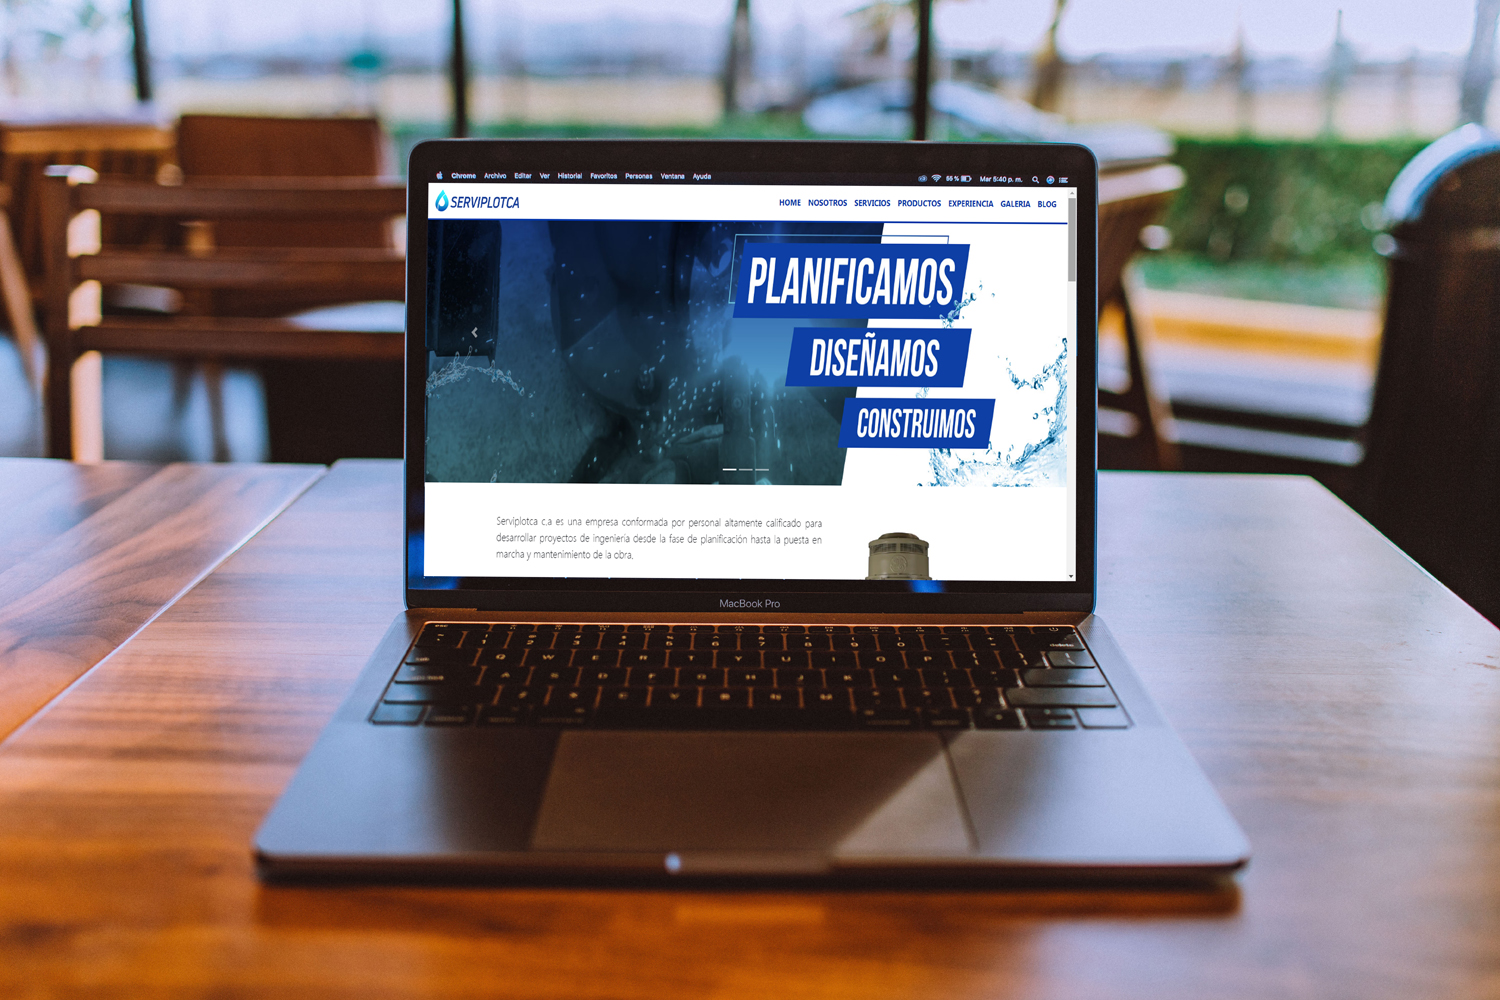 Chrome Archivo Editar Ver Historial Favoritos Personas Ventana Ayuda
55 % Mar 5:40 p. m.
SERVIPLOTCA
HOME NOSOTROS SERVICIOS PRODUCTOS EXPERIENCIA GALERIA BLOG
PLANIFICAMOS
DISEÑAMOS
CONSTRUIMOS
Serviplotca c.a es una empresa conformada por personal altamente calificado para
desarrollar proyectos de ingeniería desde la fase de planificación hasta la puesta en
marcha y mantenimiento de la obra.
MacBook Pro
Q W E R T Y U I O P
A S D F G H J K L
Z X C V B N M